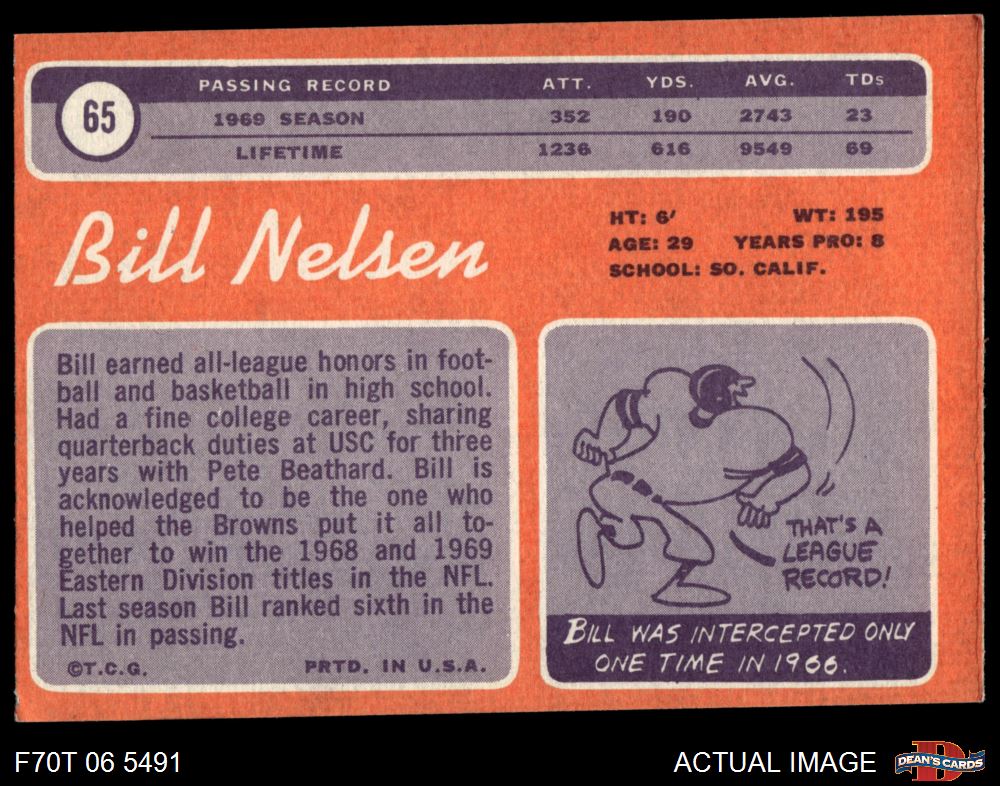 65
PASSING RECORD ATT. YDS. AVG. TDs
1969 SEASON 352 190 2743 23
LIFETIME 1236 616 9549 69
Bill Nelsen
HT: 6' WT: 195
AGE: 29 YEARS PRO: 8
SCHOOL: SO. CALIF.
Bill earned all-league honors in foot-
ball and basketball in high school.
Had a fine college career, sharing
quarterback duties at USC for three
years with Pete Beathard. Bill is
acknowledged to be the one who
helped the Browns put it all to-
gether to win the 1968 and 1969
Eastern Division titles in the NFL.
Last season Bill ranked sixth in the
NFL in passing.
©T.C.G. PRTD. IN U.S.A.
THAT'S A
LEAGUE
RECORD!
BILL WAS INTERCEPTED ONLY
ONE TIME IN 1966.
F70T 06 5491
ACTUAL IMAGE
D
DEAN'S CARDS